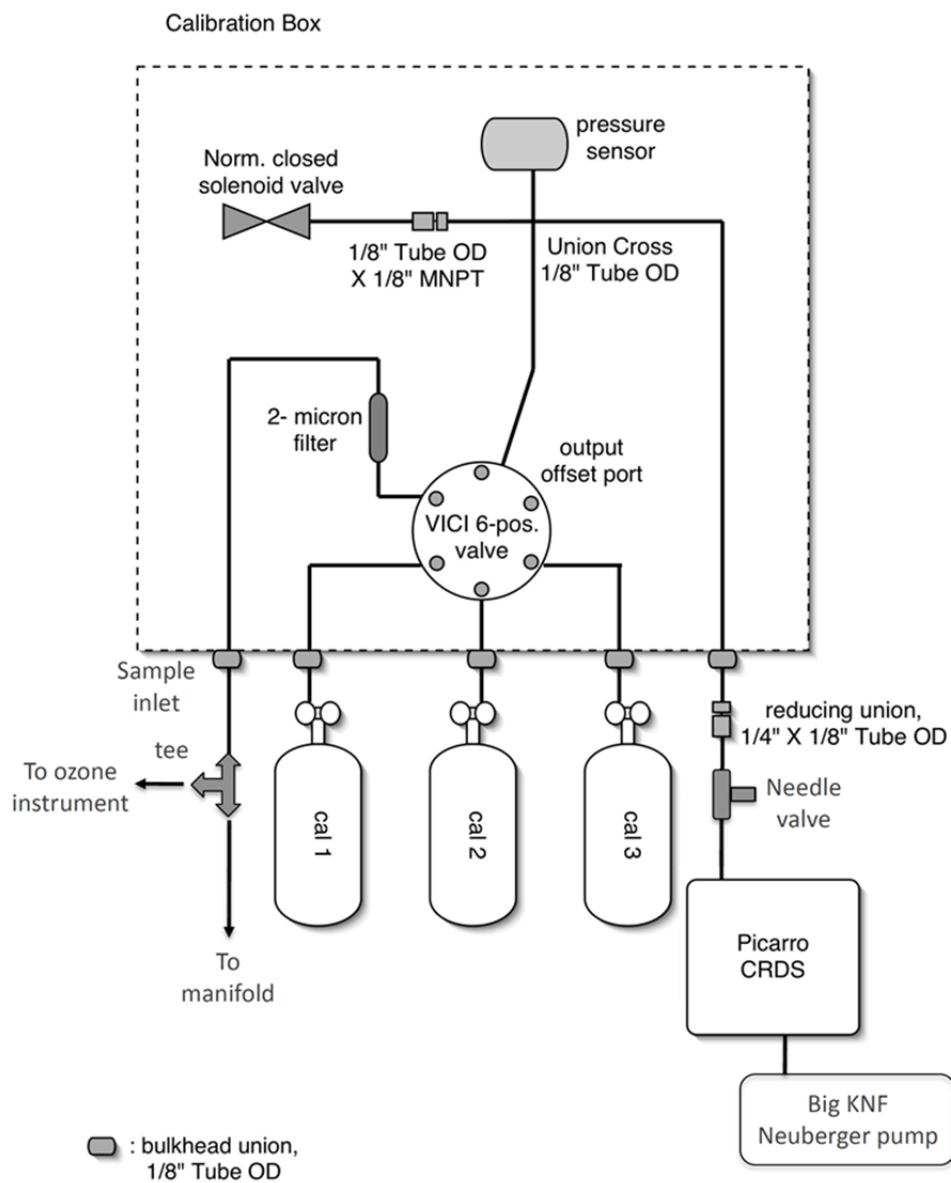 Calibration Box
pressure
sensor
Norm. closed
solenoid valve
1/8" Tube OD
X 1/8" MNPT
Union Cross
1/8" Tube OD
2- micron
filter
output
offset port
VICI 6-pos.
valve
Sample
inlet
tee
To ozone
instrument
To
manifold
cal 1
cal 2
cal 3
reducing union,
1/4" X 1/8" Tube OD
Needle
valve
Picarro
CRDS
Big KNF
Neuberger pump
: bulkhead union,
1/8" Tube OD